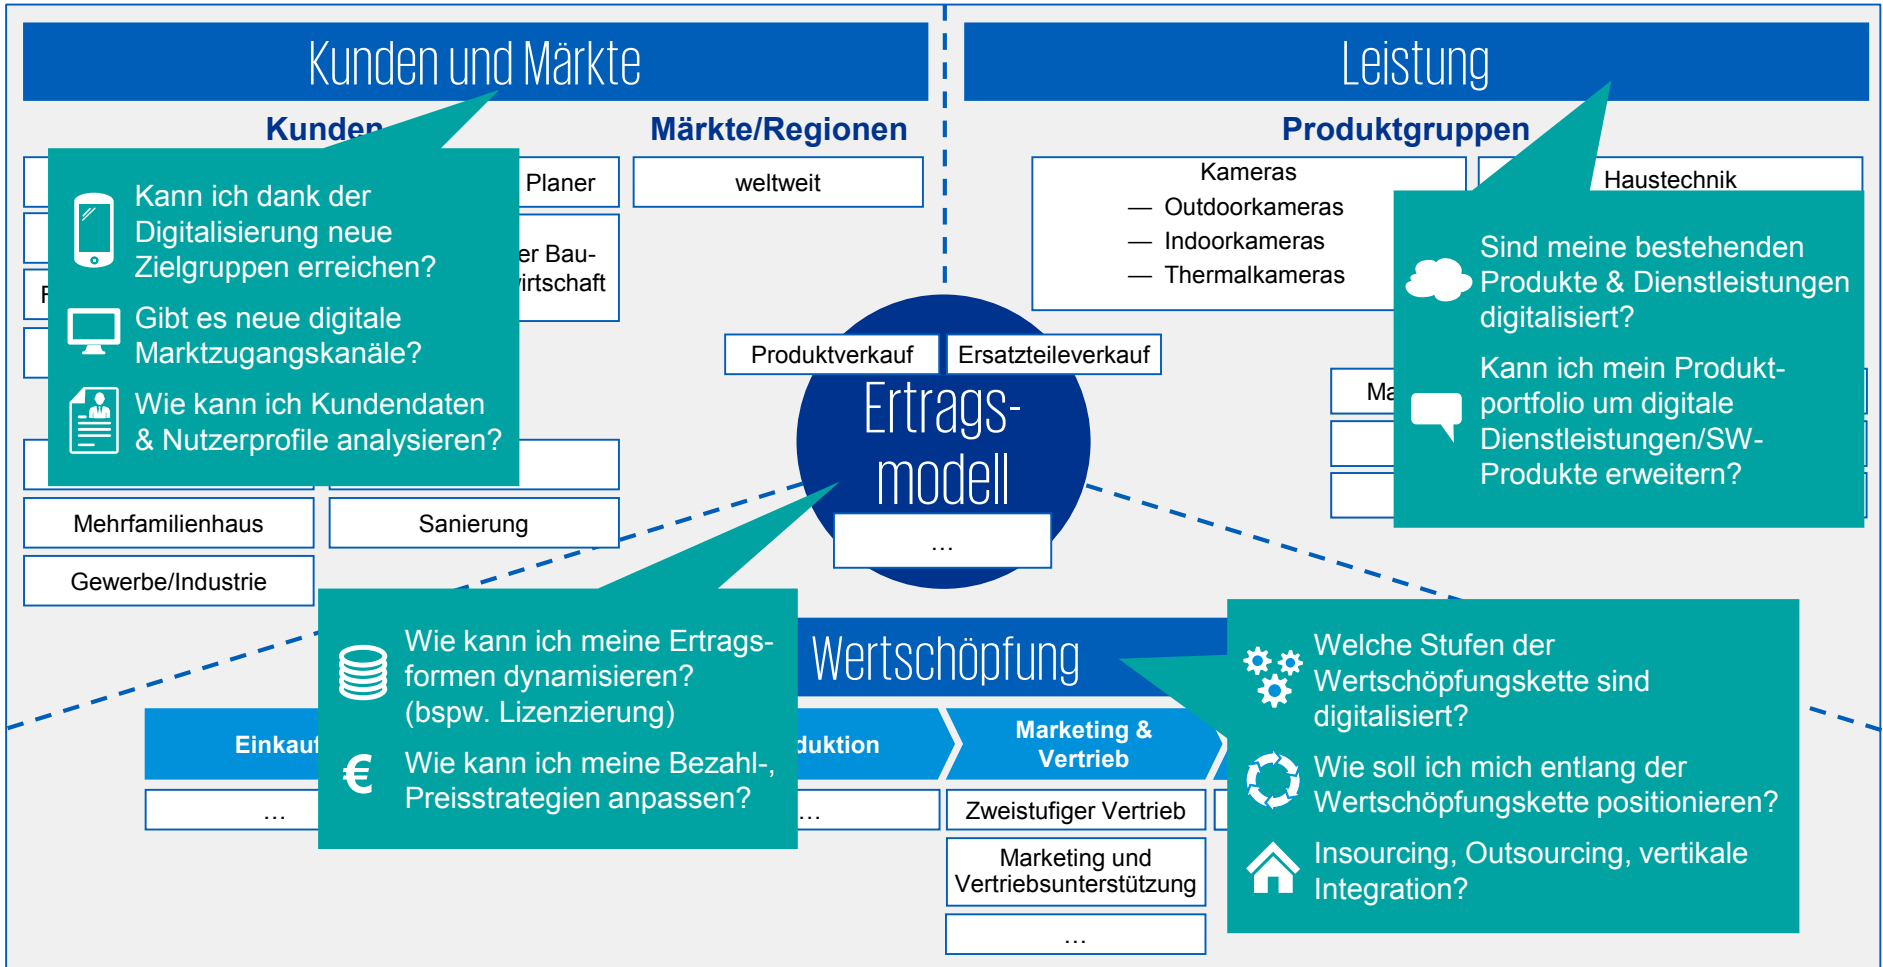 Kunden und Märkte
Kunden
Märkte/Regionen
Planer
weltweit
er Bau-
wirtschaft
Kann ich dank der
Digitalisierung neue
Zielgruppen erreichen?
Gibt es neue digitale
Marktzugangskanäle?
Wie kann ich Kundendaten
& Nutzerprofile analysieren?
Mehrfamilienhaus
Sanierung
Gewerbe/Industrie
Leistung
Produktgruppen
Kameras
— Outdoorkameras
— Indoorkameras
— Thermalkameras
Haustechnik
Ma
Sind meine bestehenden
Produkte & Dienstleistungen
digitalisiert?
Kann ich mein Produkt-
portfolio um digitale
Dienstleistungen/SW-
Produkte erweitern?
Produktverkauf
Ersatzteileverkauf
Ertrags-
modell
…
Wie kann ich meine Ertrags-
formen dynamisieren?
(bspw. Lizenzierung)
€ Wie kann ich meine Bezahl-,
Preisstrategien anpassen?
Wertschöpfung
Einkauf
duktion
Marketing &
Vertrieb
…
…
Zweistufiger Vertrieb
Marketing und
Vertriebsunterstützung
…
Welche Stufen der
Wertschöpfungskette sind
digitalisiert?
Wie soll ich mich entlang der
Wertschöpfungskette positionieren?
Insourcing, Outsourcing, vertikale
Integration?